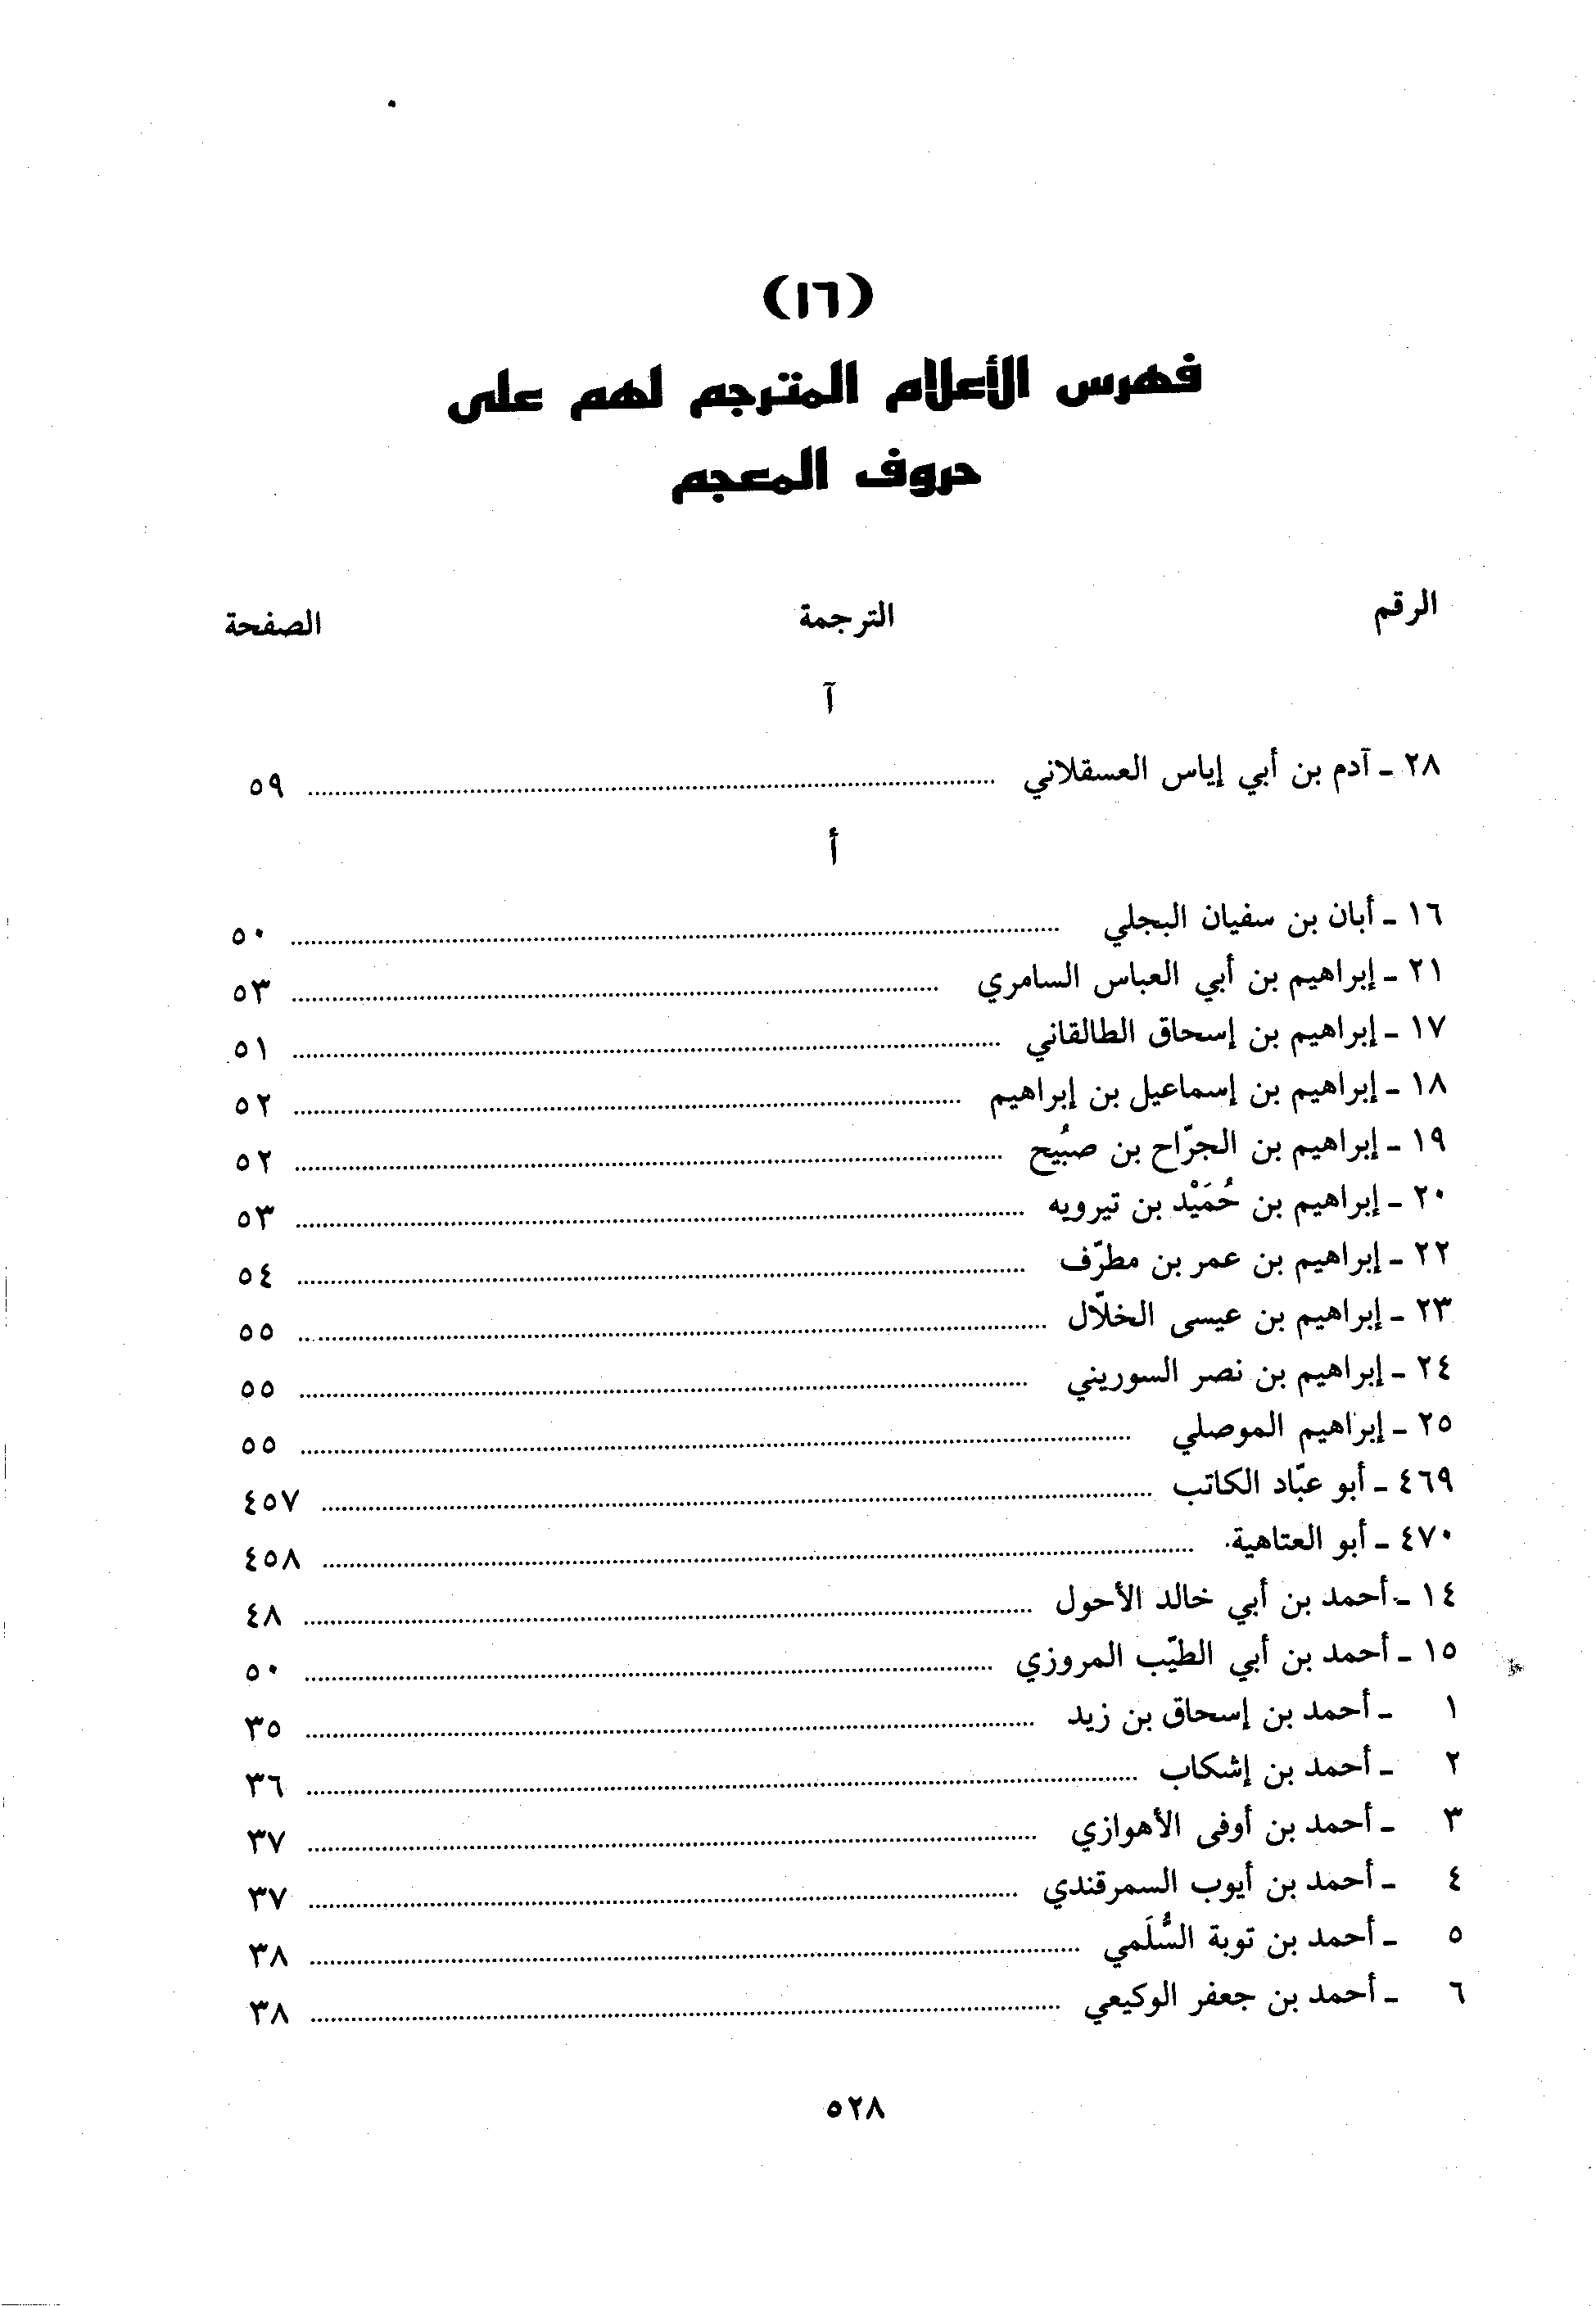 (١٦)
فهرس الأعلام المترجم لهم على
حروف المعجم
الرقم الترجمة الصفحة
آ
٢٨ ـ آدم بن أبي إياس العسقلاني ........ ٥٩
أ
١٦ ـ أبان بن سفيان البجلي ........ ٥٠
٢١ ـ إبراهيم بن أبي العباس السامري ........ ٥٣
١٧ ـ إبراهيم بن إسحاق الطالقاني ........ ٥١
١٨ ـ إبراهيم بن إسماعيل بن إبراهيم ........ ٥٢
١٩ ـ إبراهيم بن الجرّاح بن صبُيح ........ ٥٢
٢٠ ـ إبراهيم بن حُمَيْد بن تيرويه ........ ٥٣
٢٢ ـ إبراهيم بن عمر بن مطرّف ........ ٥٤
٢٣ ـ إبراهيم بن عيسى الخلّال ........ ٥٥
٢٤ ـ إبراهيم بن نصر السوريني ........ ٥٥
٢٥ ـ إبراهيم الموصلي ........ ٥٥
٤٦٩ ـ أبو عبّاد الكاتب ........ ٤٥٧
٤٧٠ ـ أبو العتاهية ........ ٤٥٨
١٤ ـ أحمد بن أبي خالد الأحول ........ ٤٨
١٥ ـ أحمد بن أبي الطيّب المروزي ........ ٥٠
١ ـ أحمد بن إسحاق بن زيد ........ ٣٥
٢ ـ أحمد بن إشكاب ........ ٣٦
٣ ـ أحمد بن أوفى الأهوازي ........ ٣٧
٤ ـ أحمد بن أيوب السمرقندي ........ ٣٧
٥ ـ أحمد بن توبة السُّلَمي ........ ٣٨
٦ ـ أحمد بن جعفر الوكيعي ........ ٣٨
٥٢٨